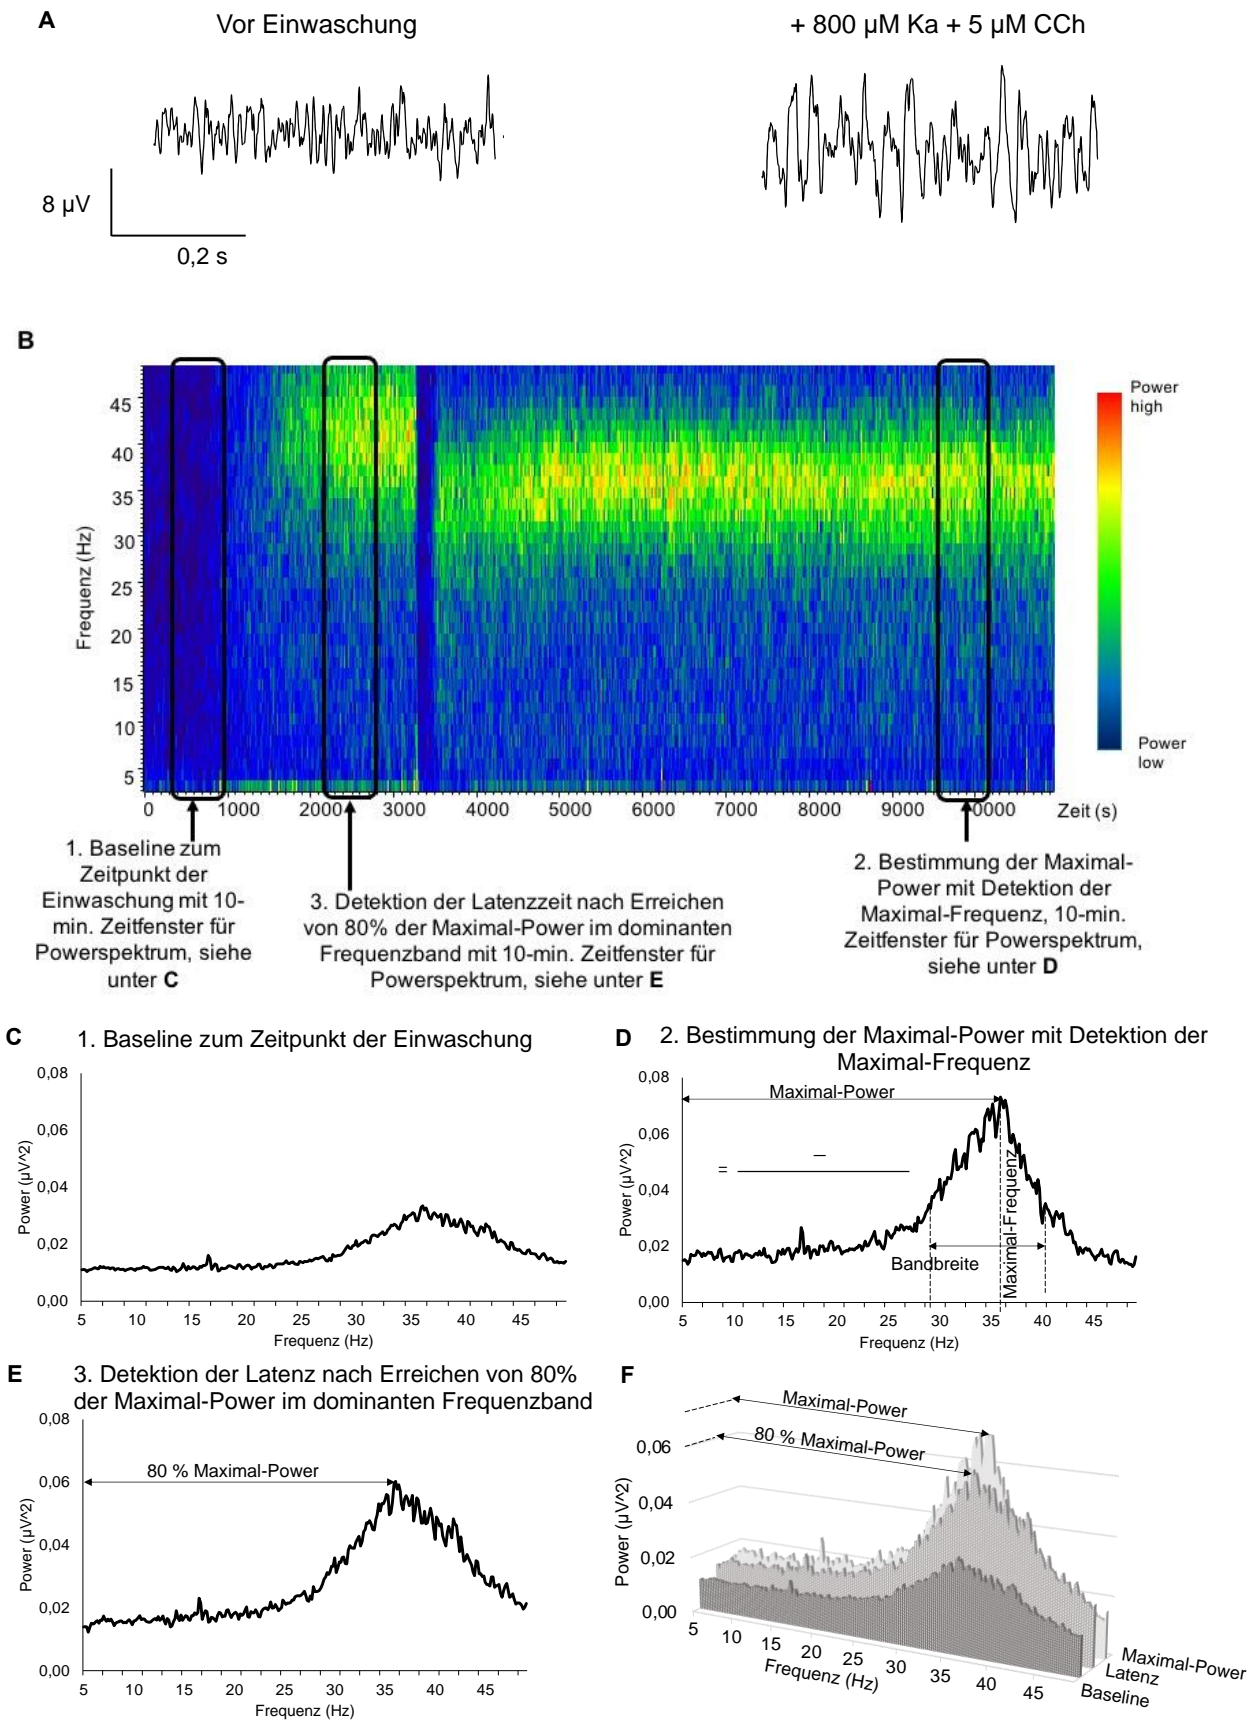 A
Vor Einwaschung
+ 800 µM Ka + 5 µM CCh
8 µV
0,2 s
B
Frequenz (Hz)
45
40
35
30
25
20
15
10
5
0 1000 2000 3000 4000 5000 6000 7000 8000 9000 10000 Zeit (s)
Power
high
Power
low
1. Baseline zum
Zeitpunkt der
Einwaschung mit 10-
min. Zeitfenster für
Powerspektrum, siehe
unter C
3. Detektion der Latenzzeit nach Erreichen
von 80% der Maximal-Power im dominanten
Frequenzband mit 10-min. Zeitfenster für
Powerspektrum, siehe unter E
2. Bestimmung der Maximal-
Power mit Detektion der
Maximal-Frequenz, 10-min.
Zeitfenster für Powerspektrum,
siehe unter D
C
1. Baseline zum Zeitpunkt der Einwaschung
Power (µV^2)
0,08
0,06
0,04
0,02
0,00
5 10 15 20 25 30 35 40 45
Frequenz (Hz)
D
2. Bestimmung der Maximal-Power mit Detektion der
Maximal-Frequenz
Power (µV^2)
0,08
0,06
0,04
0,02
0,00
Maximal-Power
= —
Bandbreite
Maximal-Frequenz
5 10 15 20 25 30 35 40 45
Frequenz (Hz)
E
3. Detektion der Latenz nach Erreichen von 80%
der Maximal-Power im dominanten Frequenzband
Power (µV^2)
0,08
0,06
0,04
0,02
0,00
80 % Maximal-Power
5 10 15 20 25 30 35 40 45
Frequenz (Hz)
F
Maximal-Power
80 % Maximal-Power
Power (µV^2)
0,06
0,04
0,02
0,00
5 10 15 20 25 30 35 40 45
Frequenz (Hz)
Maximal-Power
Latenz
Baseline